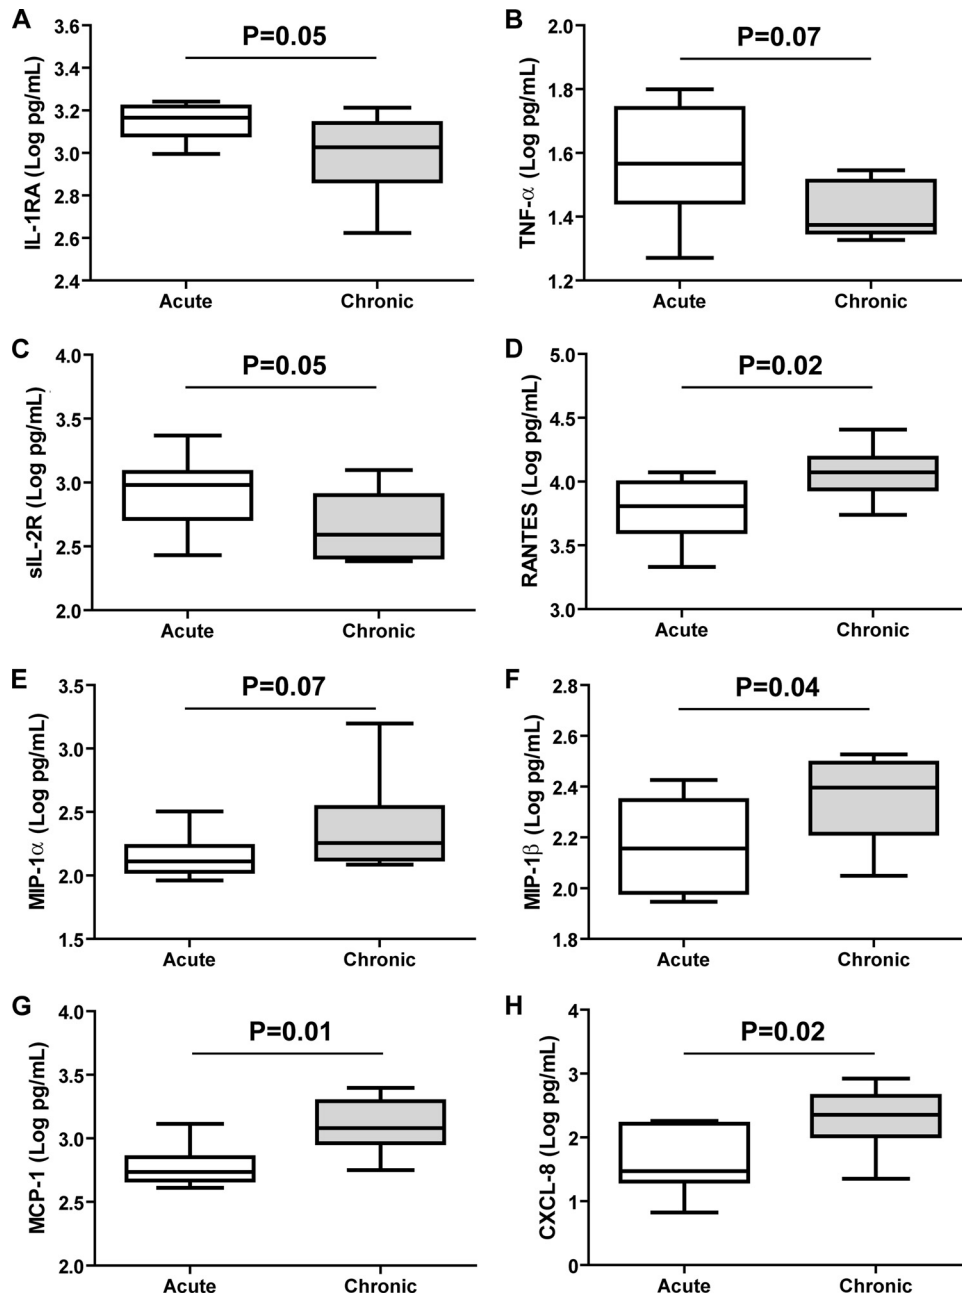 A
IL-1RA (Log pg/mL)
3.6
3.4
3.2
3.0
2.8
2.6
2.4
P=0.05
Acute
Chronic
B
TNF-α (Log pg/mL)
2.0
1.8
1.6
1.4
1.2
P=0.07
Acute
Chronic
C
sIL-2R (Log pg/mL)
4.0
3.5
3.0
2.5
2.0
P=0.05
Acute
Chronic
D
RANTES (Log pg/mL)
5.0
4.5
4.0
3.5
3.0
P=0.02
Acute
Chronic
E
MIP-1α (Log pg/mL)
3.5
3.0
2.5
2.0
1.5
P=0.07
Acute
Chronic
F
MIP-1β (Log pg/mL)
2.8
2.6
2.4
2.2
2.0
1.8
P=0.04
Acute
Chronic
G
MCP-1 (Log pg/mL)
4.0
3.5
3.0
2.5
2.0
P=0.01
Acute
Chronic
H
CXCL-8 (Log pg/mL)
4
3
2
1
0
P=0.02
Acute
Chronic